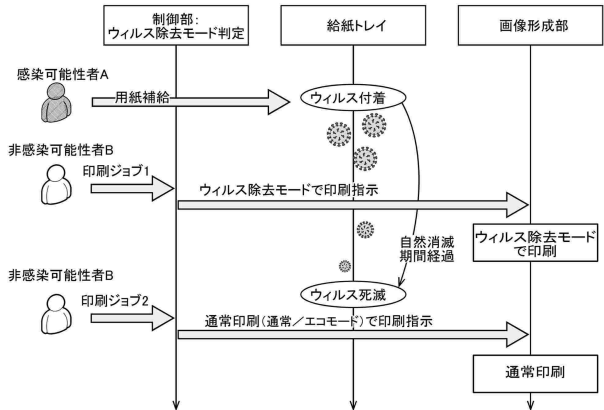 制御部:
ウィルス除去モード判定
給紙トレイ
画像形成部
感染可能性者A
用紙補給
ウィルス付着
非感染可能性者B
印刷ジョブ1
ウィルス除去モードで印刷指示
自然消滅
期間経過
ウィルス除去モード
で印刷
非感染可能性者B
ウィルス死滅
印刷ジョブ2
通常印刷(通常/エコモード)で印刷指示
通常印刷